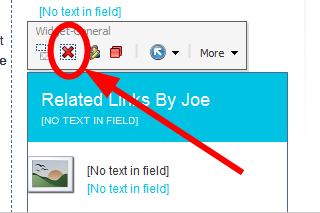 [No text in field]
t
Widget-General
e
More
Related Links By Joe
[NO TEXT IN FIELD]
[No text in field]
[No text in field]